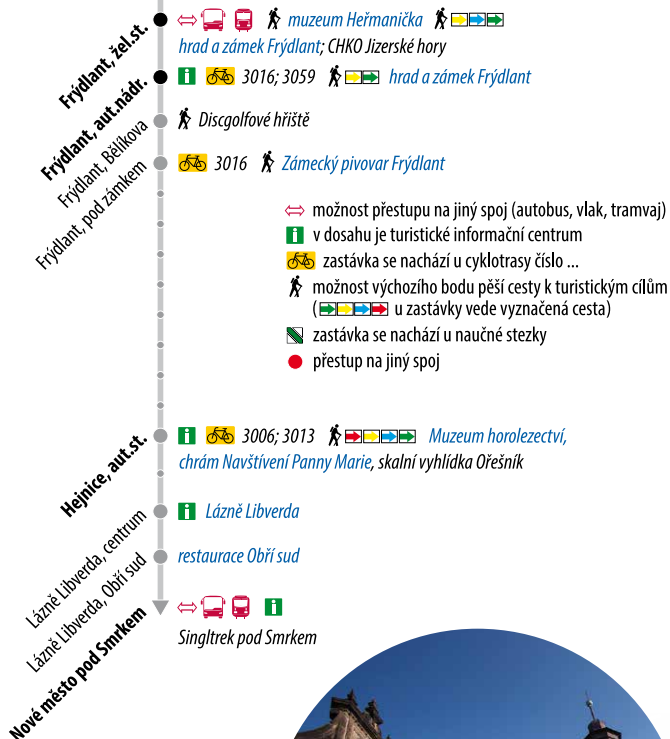 Frýdlant, žel.st.
muzeum Heřmanička
hrad a zámek Frýdlant; CHKO Jizerské hory
Frýdlant, aut.nádr.
3016; 3059 hrad a zámek Frýdlant
Frýdlant, Bělíkova
Discgolfové hřiště
Frýdlant, pod zámkem
3016 Zámecký pivovar Frýdlant
možnost přestupu na jiný spoj (autobus, vlak, tramvaj)
v dosahu je turistické informační centrum
zastávka se nachází u cyklotrasy číslo ...
možnost výchozího bodu pěší cesty k turistickým cílům
( u zastávky vede vyznačená cesta)
zastávka se nachází u naučné stezky
přestup na jiný spoj
Hejnice, aut.st.
3006; 3013 Muzeum horolezectví,
chrám Navštívení Panny Marie, skalní vyhlídka Ořešník
Lázně Libverda, centrum
Lázně Libverda
Lázně Libverda, Obří sud
restaurace Obří sud
Nové město pod Smrkem
Singltrek pod Smrkem